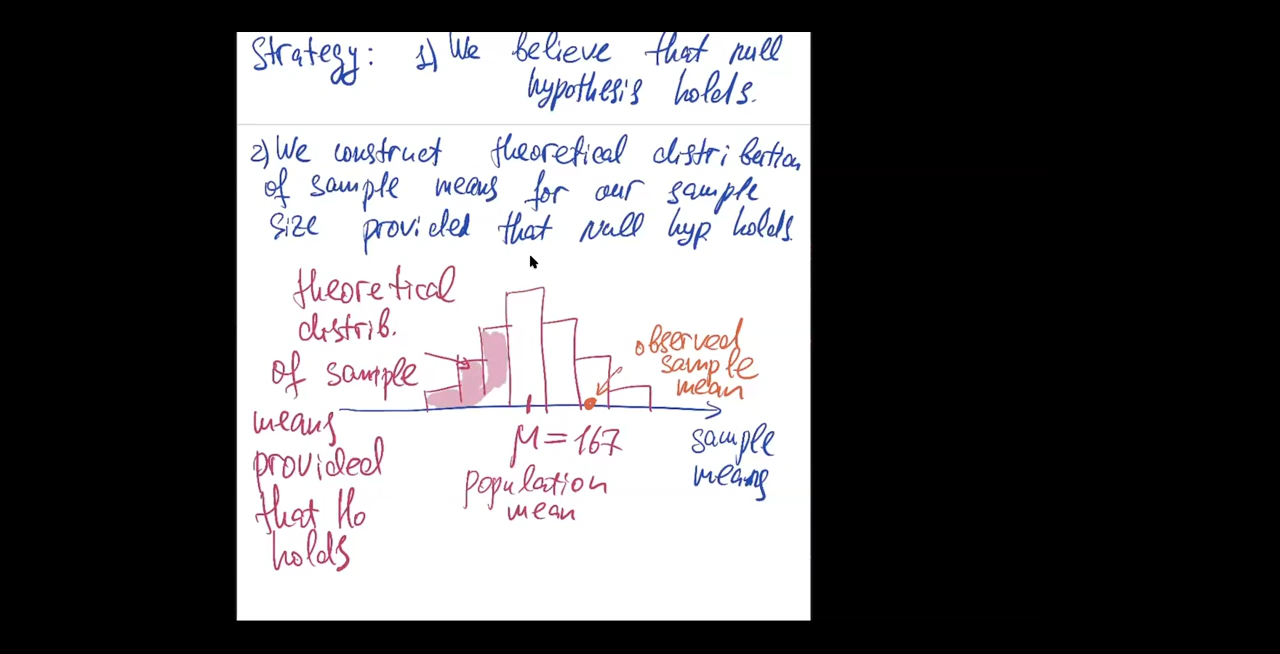 Strategy: 1) We believe that null
hypothesis holds.
2) We construct theoretical distribution
of sample means for our sample
size provided that null hyp holds.
theoretical
distrib.
of sample
means
provided
that Ho
holds
observed
sample
mean
μ = 167
population
mean
sample
means